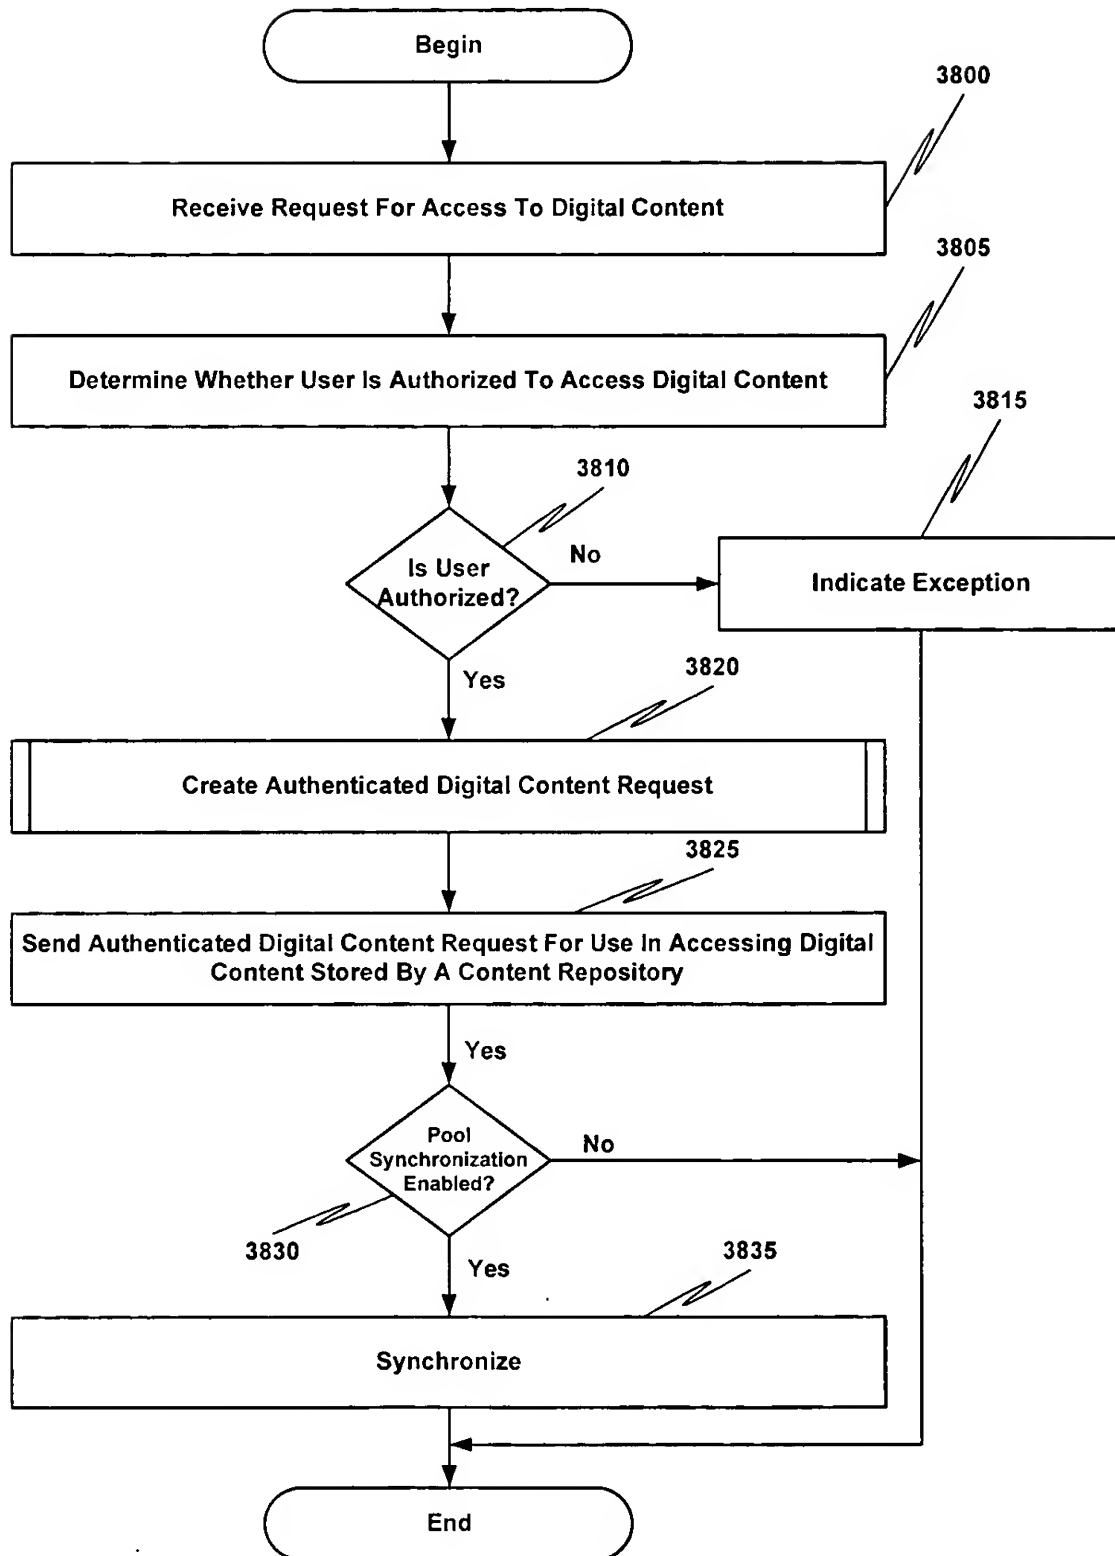 Begin
3800
Receive Request For Access To Digital Content
3805
Determine Whether User Is Authorized To Access Digital Content
3815
3810
Is User
Authorized?
No
Indicate Exception
Yes
3820
Create Authenticated Digital Content Request
3825
Send Authenticated Digital Content Request For Use In Accessing Digital
Content Stored By A Content Repository
Yes
Pool
Synchronization
Enabled?
No
3830
Yes
3835
Synchronize
End